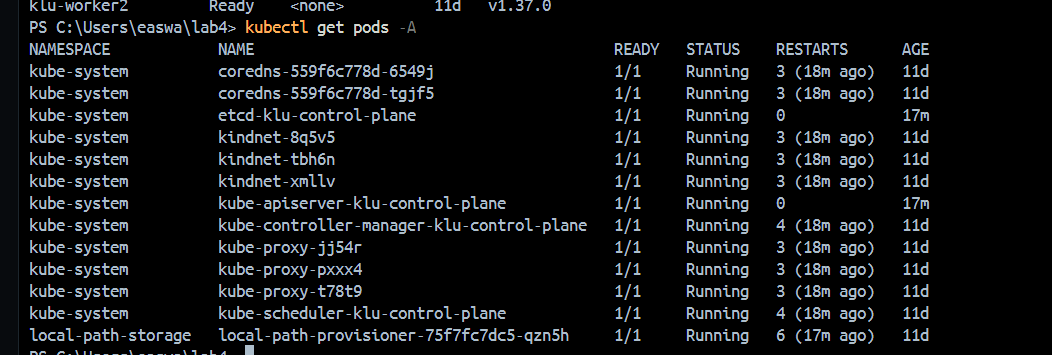 klu-worker2 Ready <none> 11d v1.37.0
PS C:\Users\easwa\lab4> kubectl get pods -A
NAMESPACE NAME READY STATUS RESTARTS AGE
kube-system coredns-559f6c778d-6549j 1/1 Running 3 (18m ago) 11d
kube-system coredns-559f6c778d-tgjf5 1/1 Running 3 (18m ago) 11d
kube-system etcd-klu-control-plane 1/1 Running 0 17m
kube-system kindnet-8q5v5 1/1 Running 3 (18m ago) 11d
kube-system kindnet-tbh6n 1/1 Running 3 (18m ago) 11d
kube-system kindnet-xmllv 1/1 Running 3 (18m ago) 11d
kube-system kube-apiserver-klu-control-plane 1/1 Running 0 17m
kube-system kube-controller-manager-klu-control-plane 1/1 Running 4 (18m ago) 11d
kube-system kube-proxy-jj54r 1/1 Running 3 (18m ago) 11d
kube-system kube-proxy-pxxx4 1/1 Running 3 (18m ago) 11d
kube-system kube-proxy-t78t9 1/1 Running 3 (18m ago) 11d
kube-system kube-scheduler-klu-control-plane 1/1 Running 4 (18m ago) 11d
local-path-storage local-path-provisioner-75f7fc7dc5-qzn5h 1/1 Running 6 (17m ago) 11d
PS C:\Users\easwa\lab4>